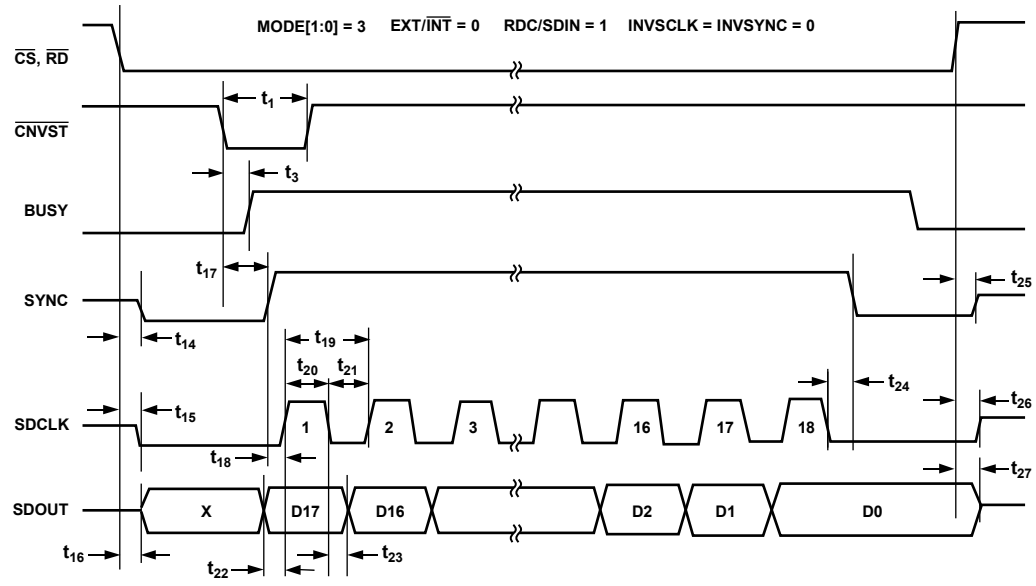 MODE[1:0] = 3 EXT/INT = 0 RDC/SDIN = 1 INVSCLK = INVSYNC = 0
CS, RD
t1
CNVST
t3
BUSY
t17
SYNC
t25
t14
t19
t20 t21
t24
t15
t26
SDCLK
1 2 3 16 17 18
t18
t27
SDOUT
X D17 D16 D2 D1 D0
t16
t22
t23